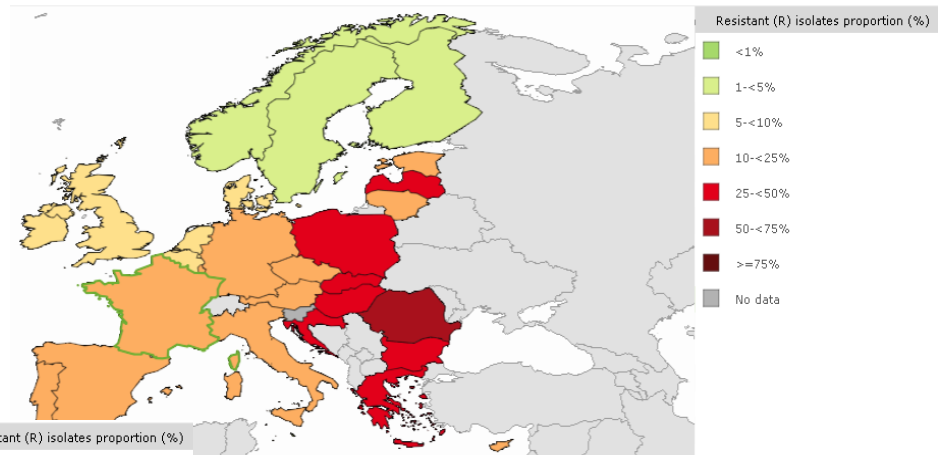 Resistant (R) isolates proportion (%)
<1%
1-<5%
5-<10%
10-<25%
25-<50%
50-<75%
>=75%
No data
tant (R) isolates proportion (%)